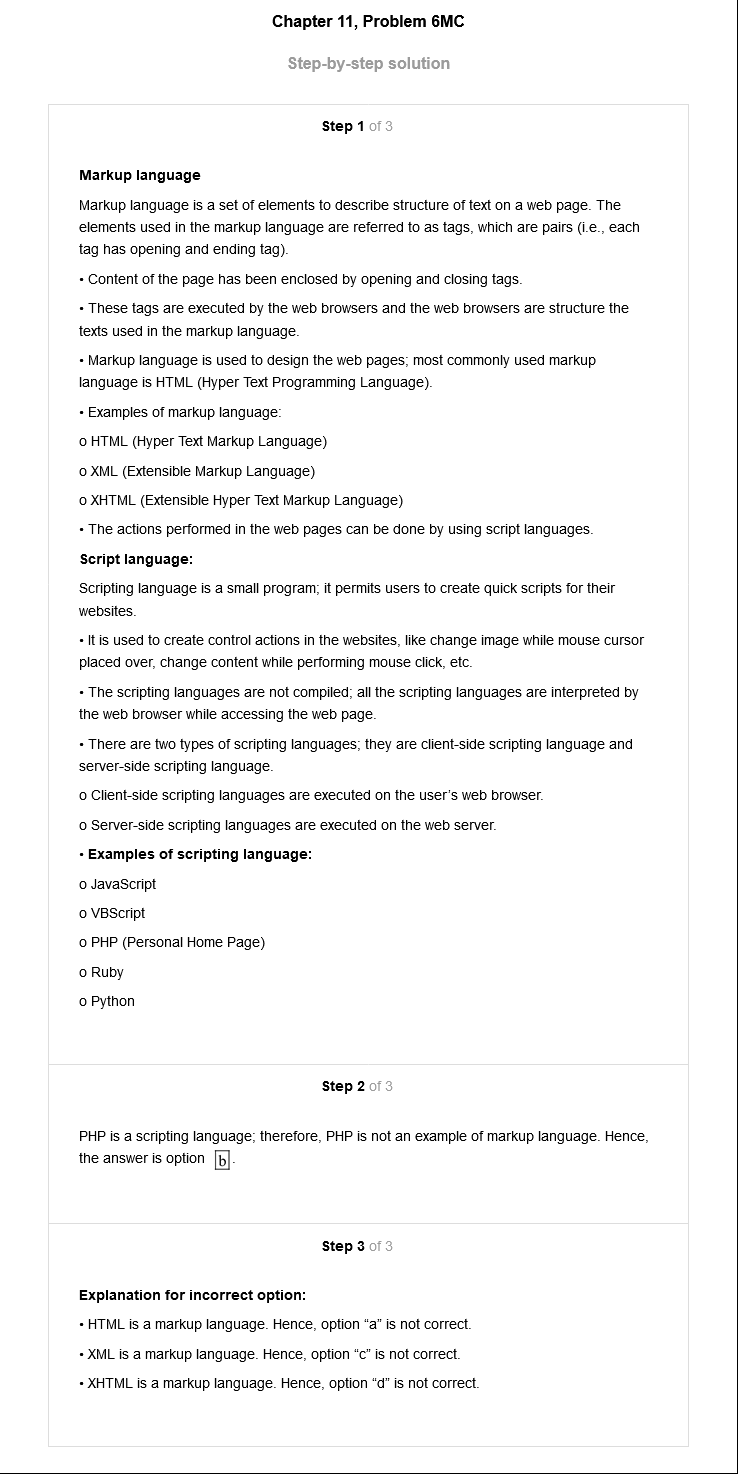 Chapter 11, Problem 6MC
Step-by-step solution
Step 1 of 3
Markup language
Markup language is a set of elements to describe structure of text on a web page. The
elements used in the markup language are referred to as tags, which are pairs (i.e., each
tag has opening and ending tag).
• Content of the page has been enclosed by opening and closing tags.
• These tags are executed by the web browsers and the web browsers are structure the
texts used in the markup language.
• Markup language is used to design the web pages; most commonly used markup
language is HTML (Hyper Text Programming Language).
• Examples of markup language:
o HTML (Hyper Text Markup Language)
o XML (Extensible Markup Language)
o XHTML (Extensible Hyper Text Markup Language)
• The actions performed in the web pages can be done by using script languages.
Script language:
Scripting language is a small program; it permits users to create quick scripts for their
websites.
• It is used to create control actions in the websites, like change image while mouse cursor
placed over, change content while performing mouse click, etc.
• The scripting languages are not compiled; all the scripting languages are interpreted by
the web browser while accessing the web page.
• There are two types of scripting languages; they are client-side scripting language and
server-side scripting language.
o Client-side scripting languages are executed on the user’s web browser.
o Server-side scripting languages are executed on the web server.
• Examples of scripting language:
o JavaScript
o VBScript
o PHP (Personal Home Page)
o Ruby
o Python
Step 2 of 3
PHP is a scripting language; therefore, PHP is not an example of markup language. Hence,
the answer is option b.
Step 3 of 3
Explanation for incorrect option:
• HTML is a markup language. Hence, option “a” is not correct.
• XML is a markup language. Hence, option “c” is not correct.
• XHTML is a markup language. Hence, option “d” is not correct.